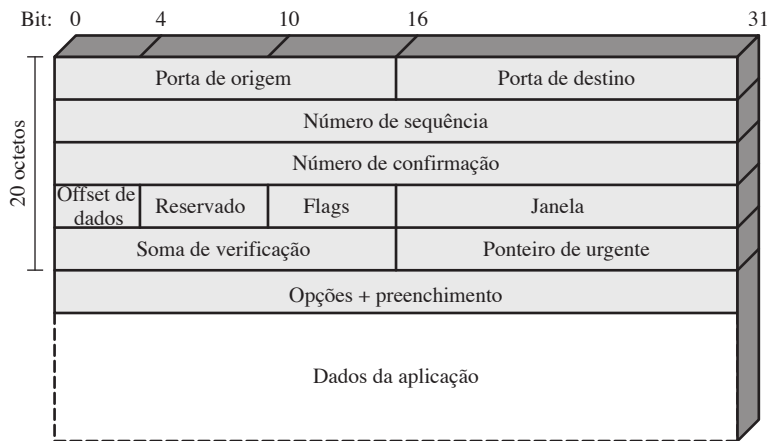 Bit: 0 4 10 16 31
Porta de origem Porta de destino
Número de sequência
Número de confirmação
Offset de
dados Reservado Flags Janela
Soma de verificação Ponteiro de urgente
20 octetos
Opções + preenchimento
Dados da aplicação